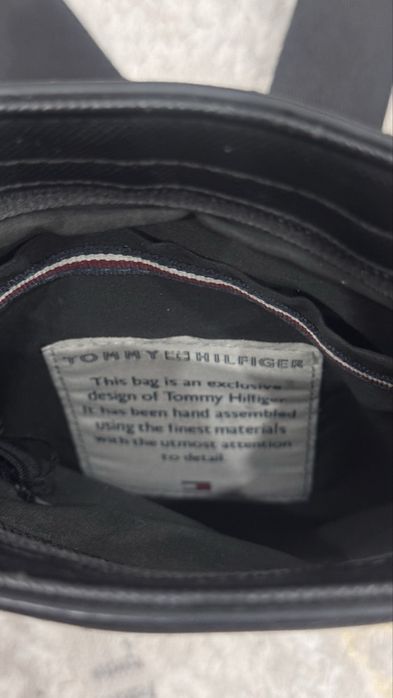 TOMMY HILFIGER
This bag is an exclusive
design of Tommy Hilfiger.
It has been hand assembled
using the finest materials
with the utmost attention
to detail